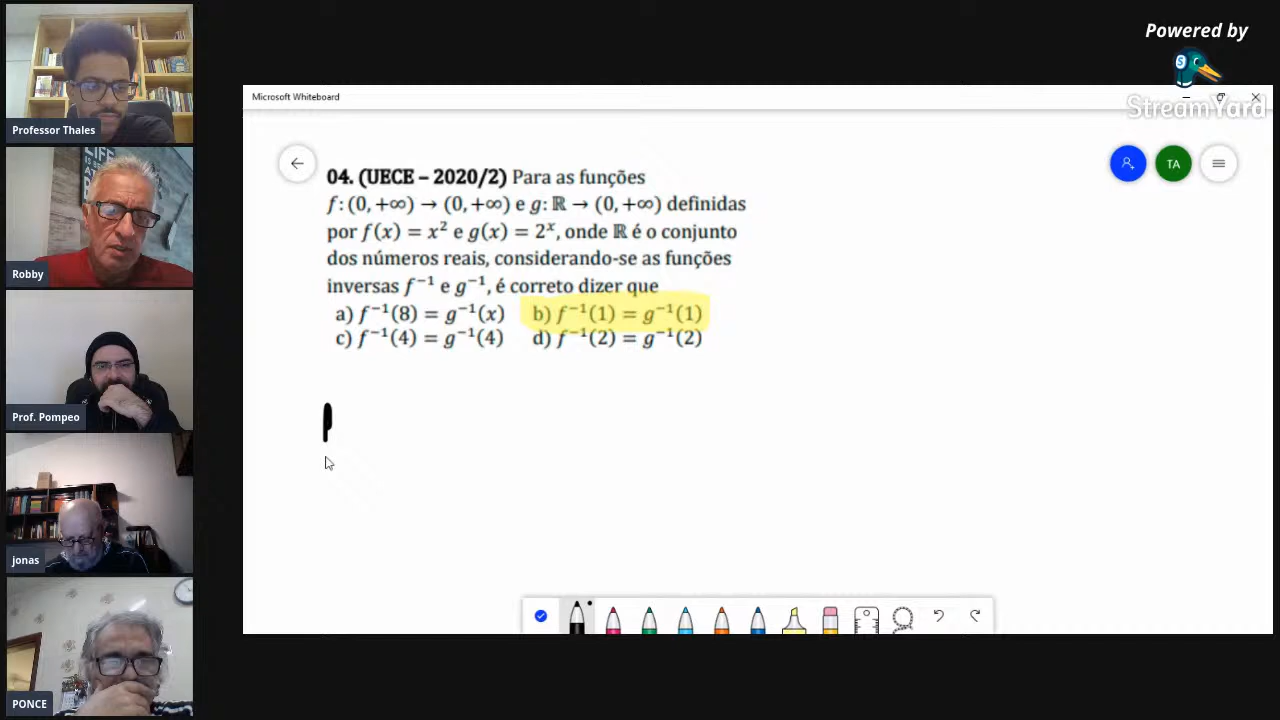 Powered by
StreamYard
Microsoft Whiteboard
TA
04. (UECE – 2020/2) Para as funções
f: (0, +∞) → (0, +∞) e g: ℝ → (0, +∞) definidas
por f(x) = x² e g(x) = 2ˣ, onde ℝ é o conjunto
dos números reais, considerando-se as funções
inversas f⁻¹ e g⁻¹, é correto dizer que
a) f⁻¹(8) = g⁻¹(x) b) f⁻¹(1) = g⁻¹(1)
c) f⁻¹(4) = g⁻¹(4) d) f⁻¹(2) = g⁻¹(2)
Professor Thales
LIFE
Robby
Prof. Pompeo
jonas
PONCE